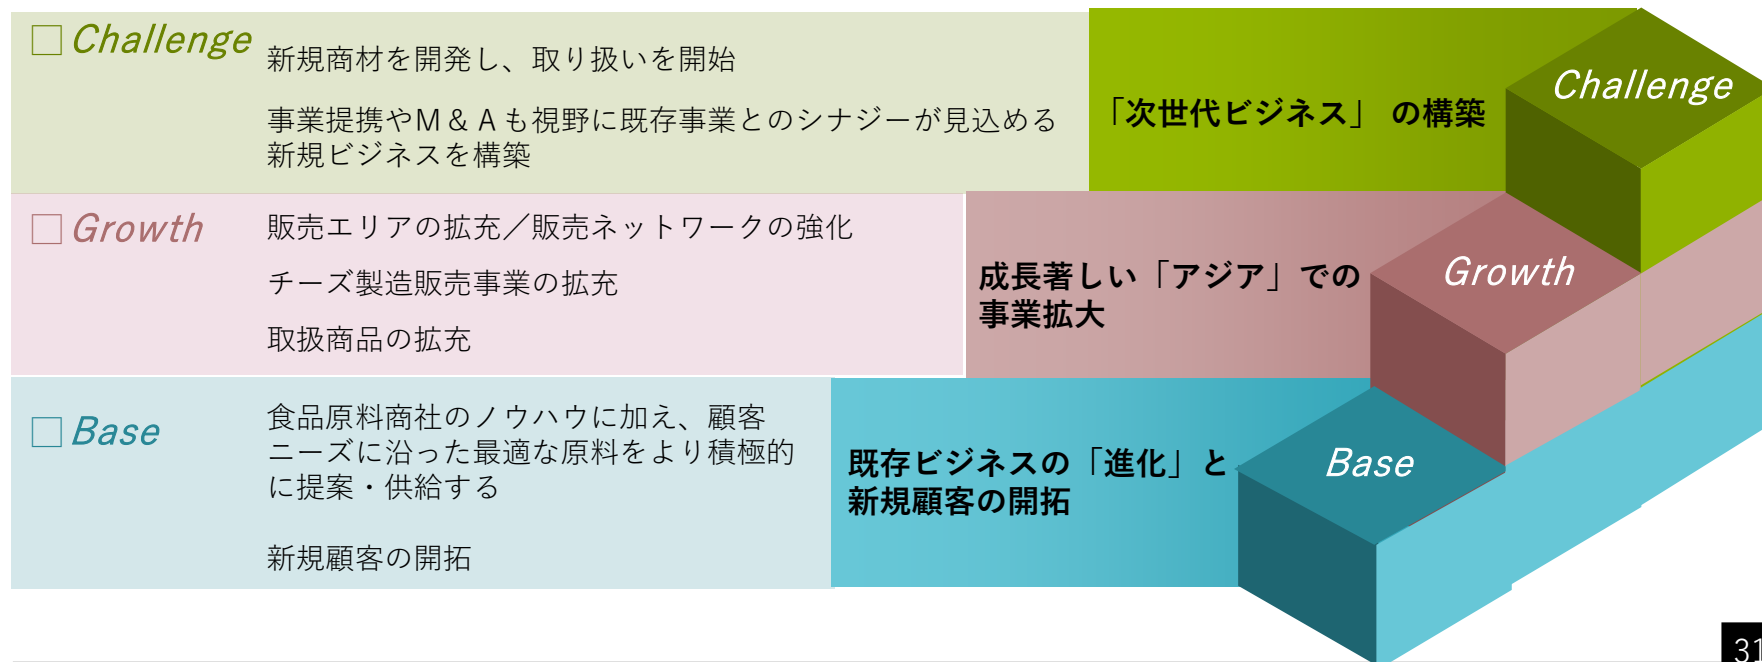 □ Challenge
新規商材を開発し、取り扱いを開始
事業提携やM & A も視野に既存事業とのシナジーが見込める
新規ビジネスを構築
「次世代ビジネス」 の構築
Challenge
□ Growth
販売エリアの拡充／販売ネットワークの強化
チーズ製造販売事業の拡充
取扱商品の拡充
成長著しい「アジア」での
事業拡大
Growth
□ Base
食品原料商社のノウハウに加え、顧客
ニーズに沿った最適な原料をより積極的
に提案・供給する
新規顧客の開拓
既存ビジネスの「進化」と
新規顧客の開拓
Base
31